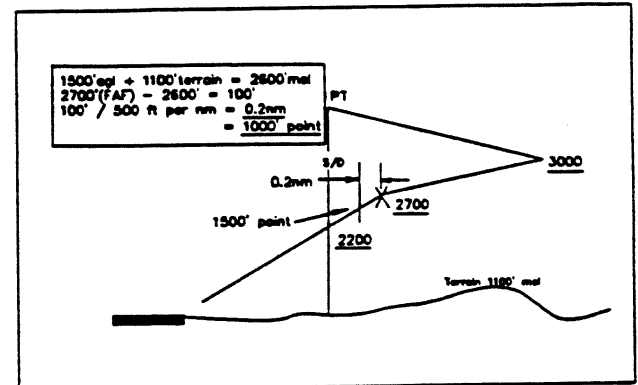 1500'agl + 1100'terrain = 2600'msl
2700'(FAF) - 2600' = 100'
100' / 500 ft per nm = 0.2nm
= 1000' point
PT
S/D
0.2nm
3000
2700
1500' point
2200
Terrain 1100' msl